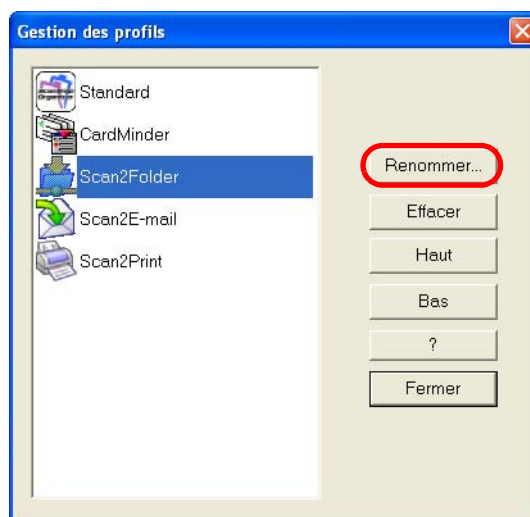 Gestion des profils
Standard
CardMinder
Scan2Folder
Scan2E-mail
Scan2Print
Renommer...
Effacer
Haut
Bas
?
Fermer